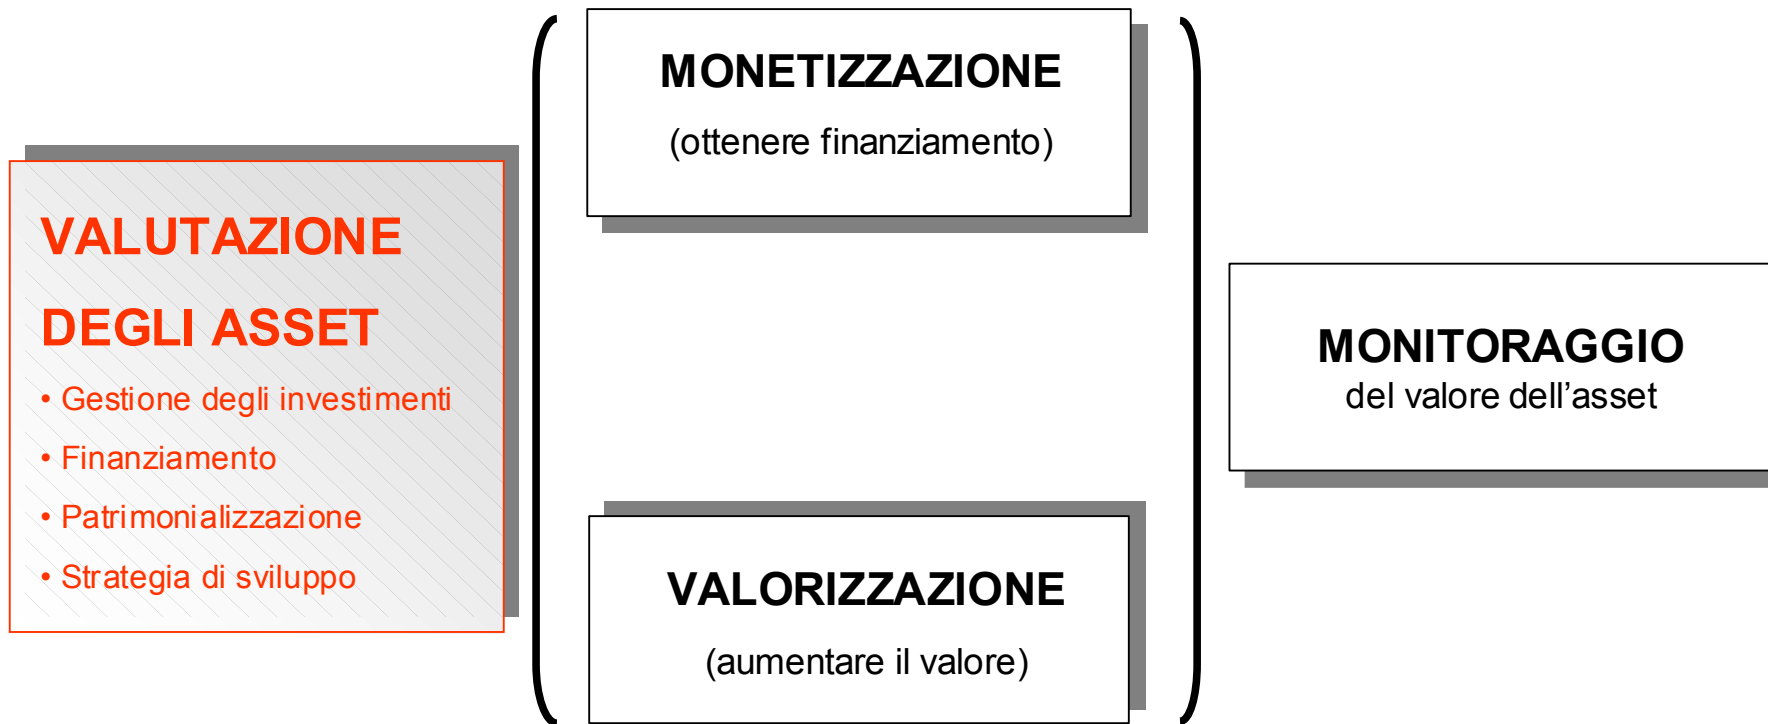 VALUTAZIONE
DEGLI ASSET
• Gestione degli investimenti
• Finanziamento
• Patrimonializzazione
• Strategia di sviluppo
MONETIZZAZIONE
(ottenere finanziamento)
VALORIZZAZIONE
(aumentare il valore)
MONITORAGGIO
del valore dell’asset